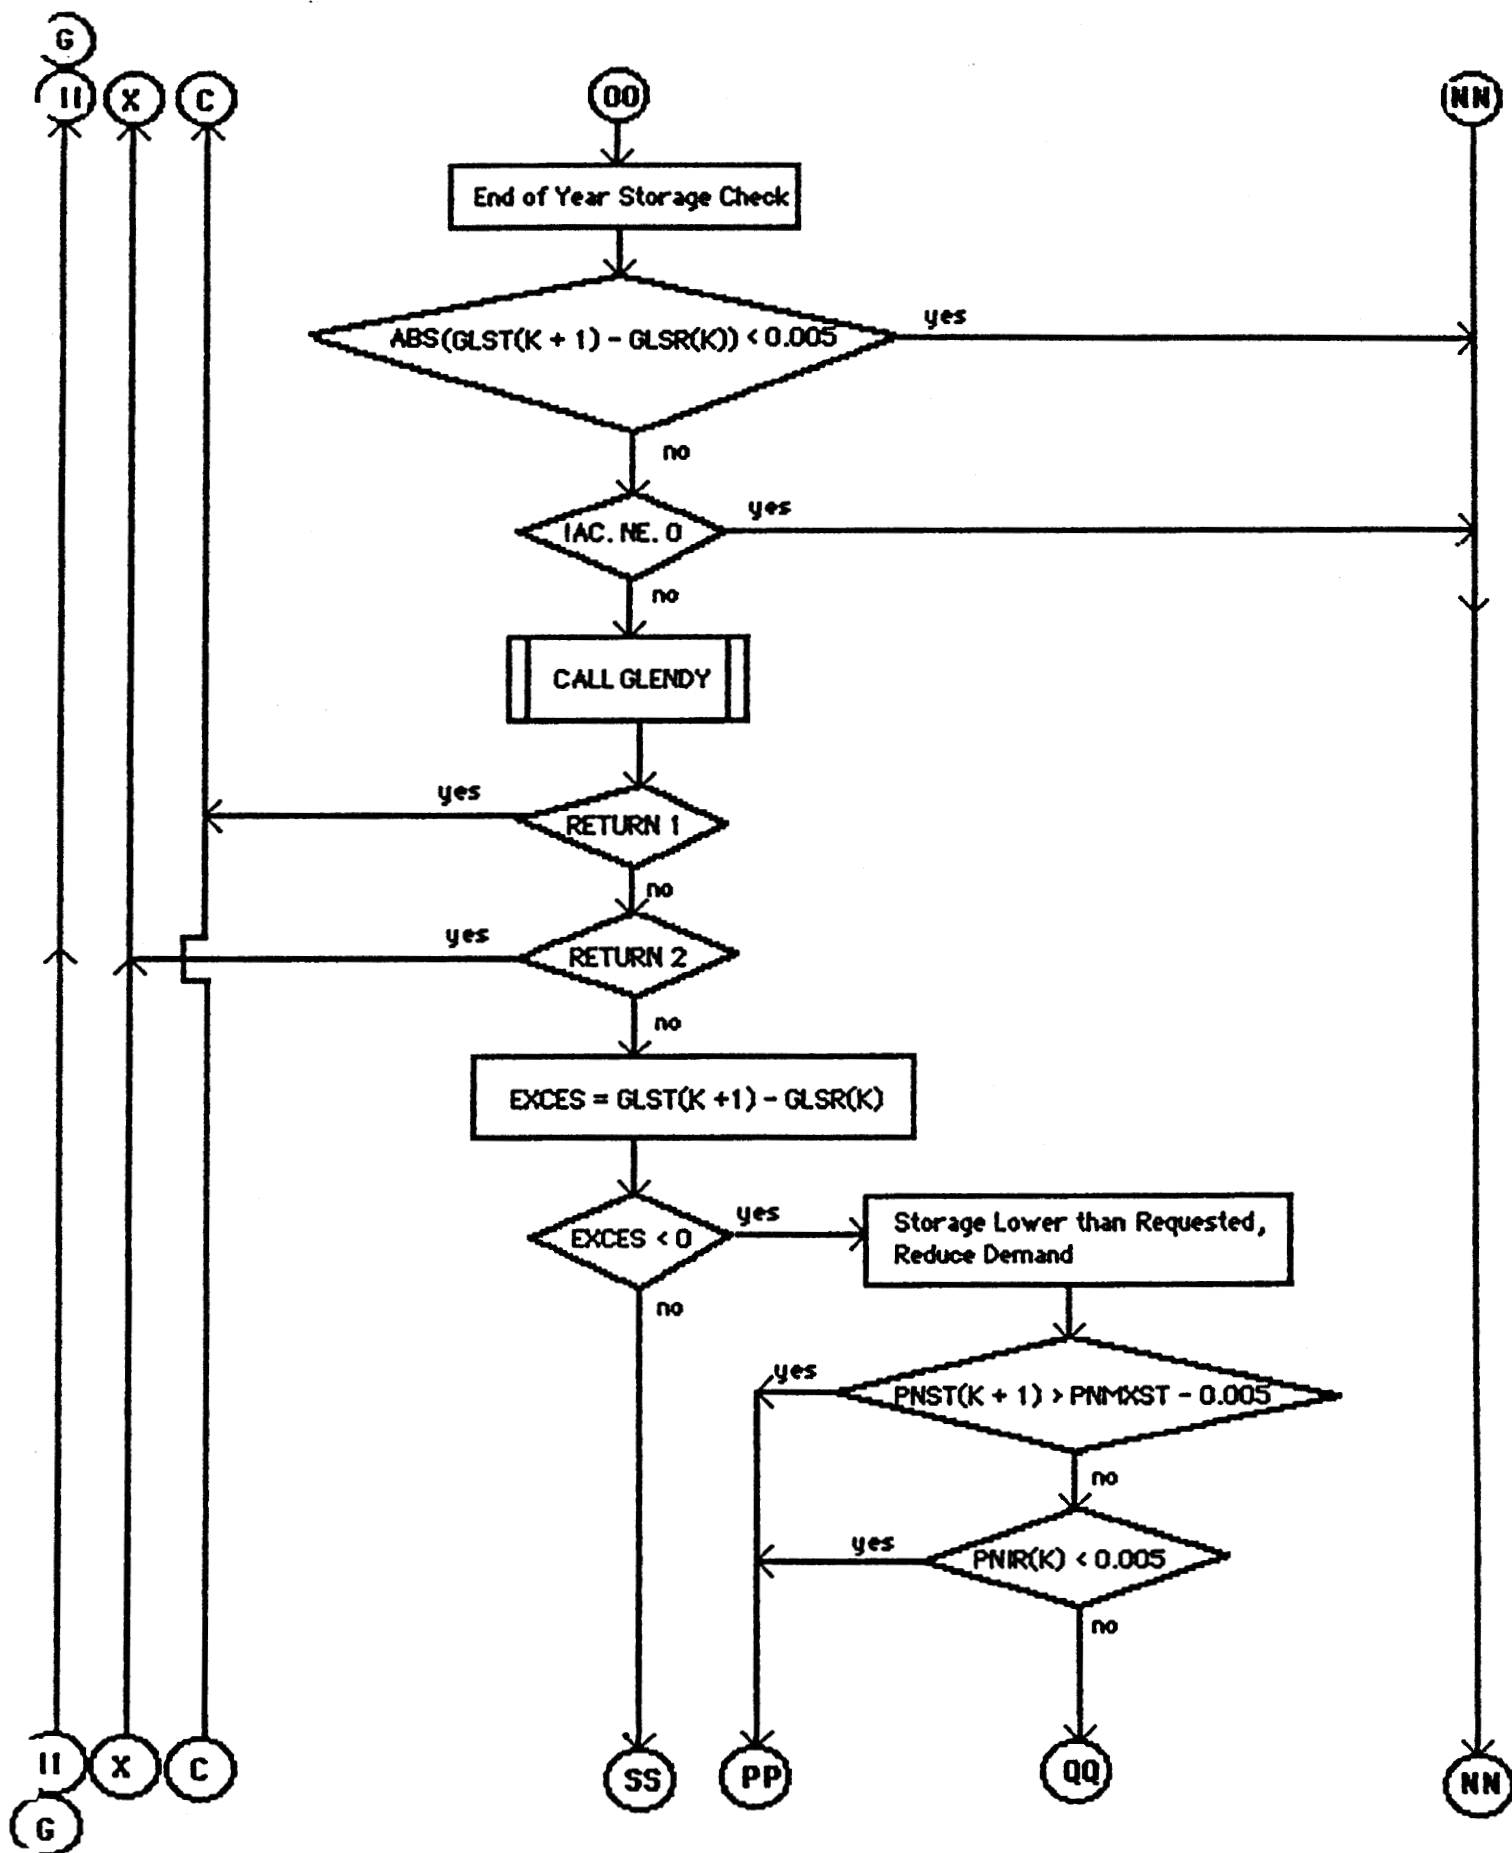 G
II
X
C
OO
NN
End of Year Storage Check
ABS(GLST(K + 1) - GLSR(K)) < 0.005
yes
no
IAC. NE. 0
yes
no
CALL GLENDY
yes
RETURN 1
no
yes
RETURN 2
no
EXCES = GLST(K +1) - GLSR(K)
EXCES < 0
yes
no
Storage Lower than Requested,
Reduce Demand
yes
PNST(K + 1) > PNMXST - 0.005
no
yes
PNIR(K) < 0.005
no
II
X
C
SS
PP
QQ
NN
G